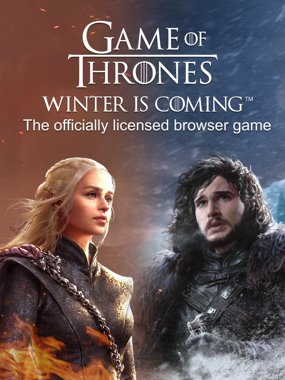 GAME OF
THRONES
WINTER IS COMING™
The officially licensed browser game